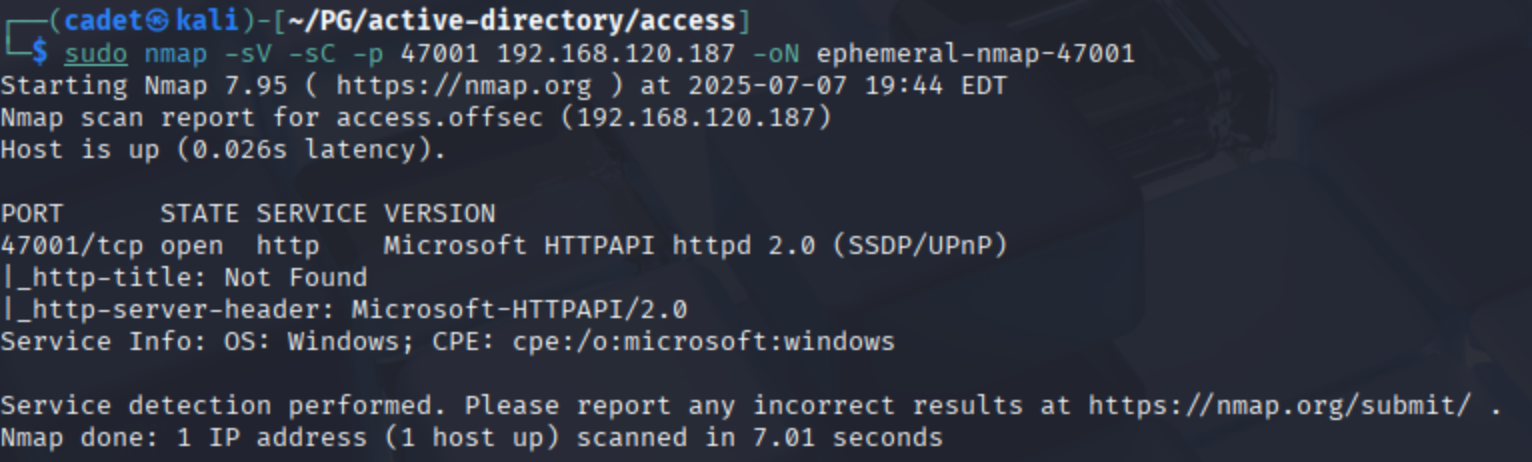 ┌──(cadet㉿kali)-[~/PG/active-directory/access]
└─$ sudo nmap -sV -sC -p 47001 192.168.120.187 -oN ephemeral-nmap-47001
Starting Nmap 7.95 ( https://nmap.org ) at 2025-07-07 19:44 EDT
Nmap scan report for access.offsec (192.168.120.187)
Host is up (0.026s latency).

PORT      STATE SERVICE VERSION
47001/tcp open  http    Microsoft HTTPAPI httpd 2.0 (SSDP/UPnP)
|_http-title: Not Found
|_http-server-header: Microsoft-HTTPAPI/2.0
Service Info: OS: Windows; CPE: cpe:/o:microsoft:windows

Service detection performed. Please report any incorrect results at https://nmap.org/submit/ .
Nmap done: 1 IP address (1 host up) scanned in 7.01 seconds